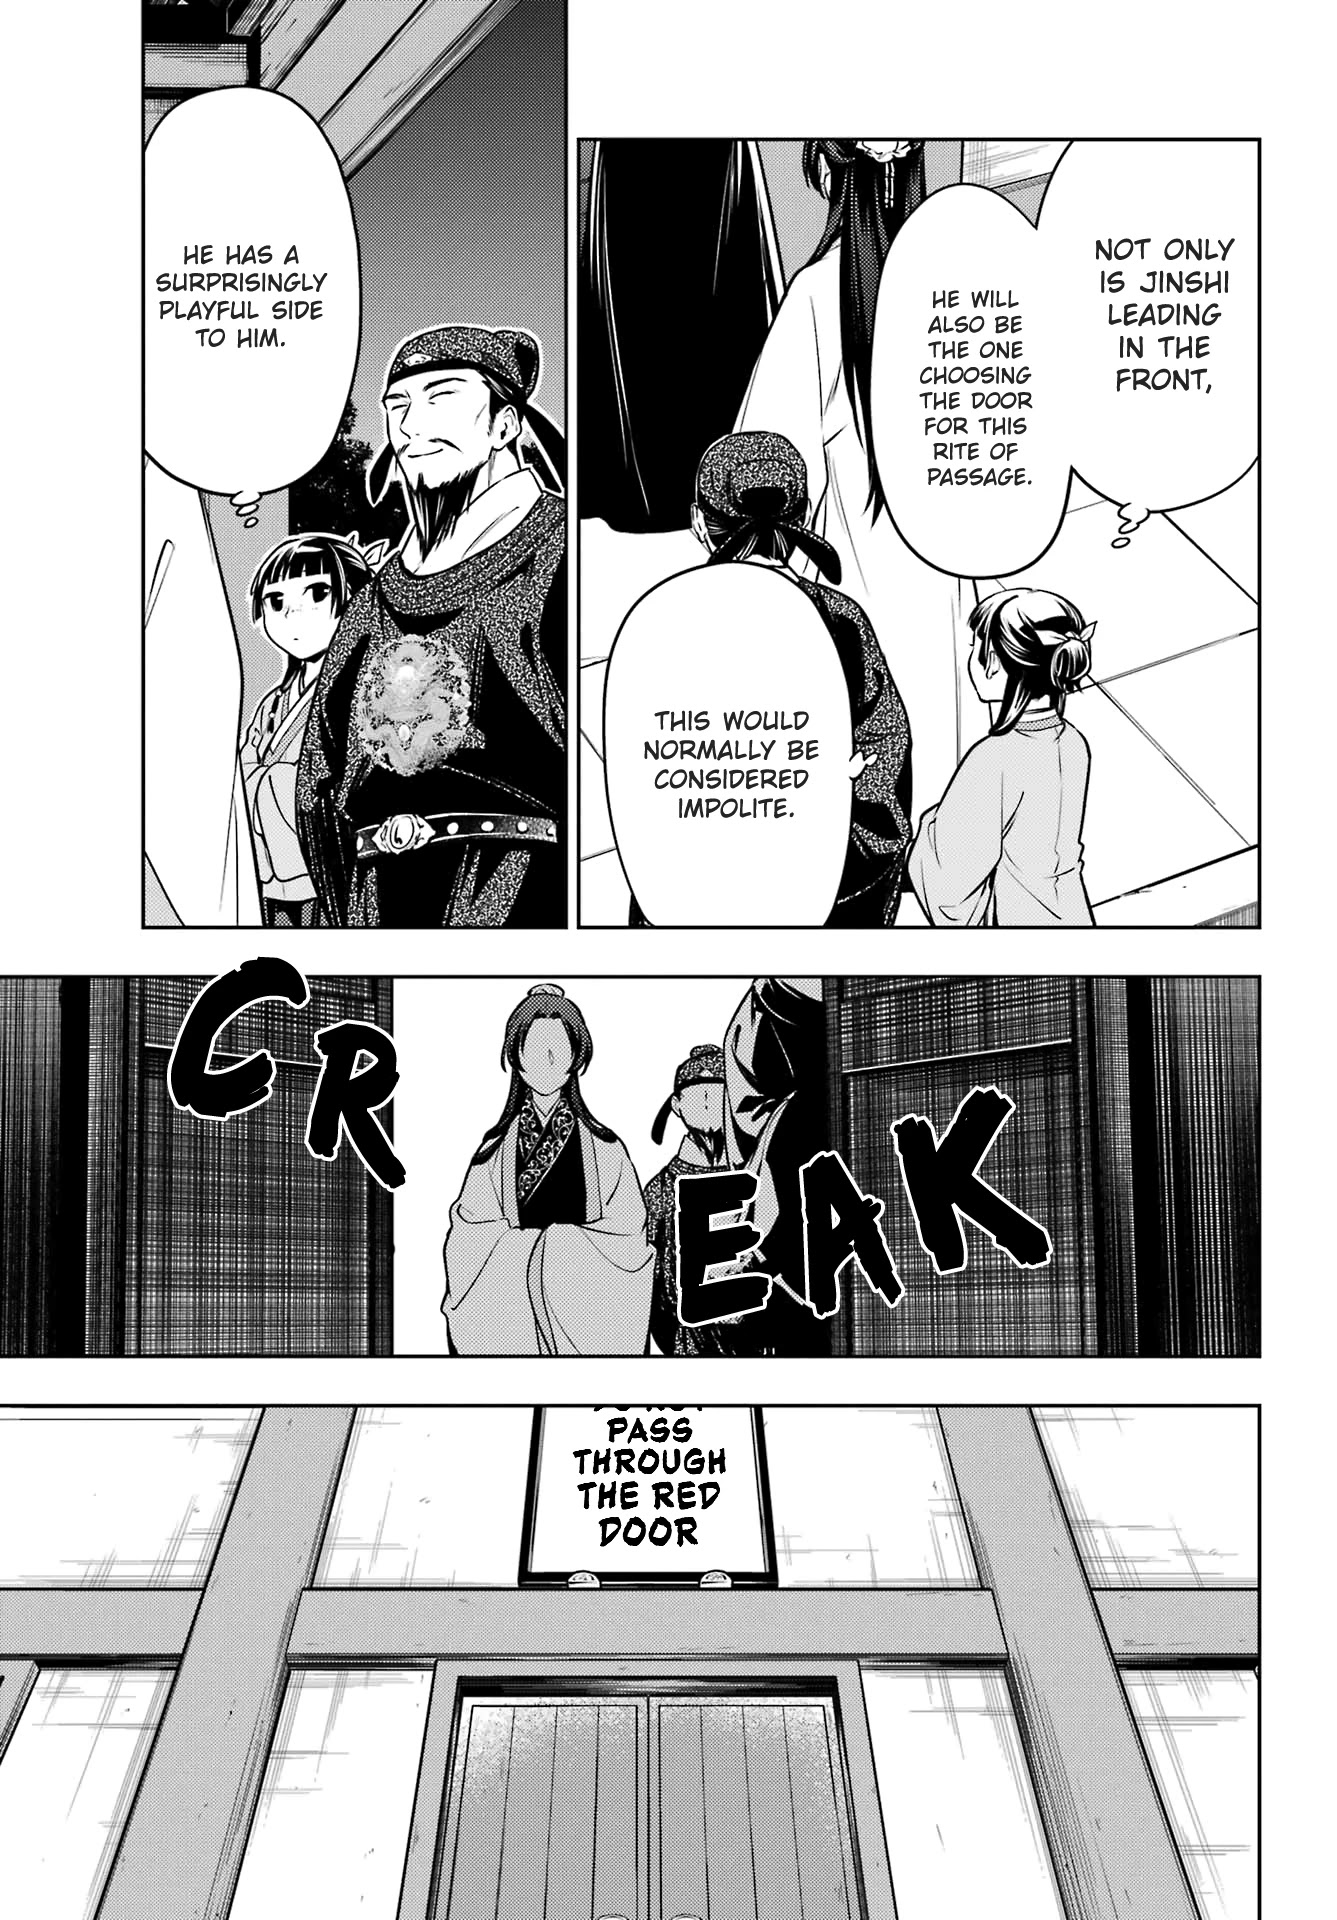 NOT ONLY
IS JINSHI
LEADING
IN THE
FRONT,
HE WILL
ALSO BE
THE ONE
CHOOSING
THE DOOR
FOR THIS
RITE OF
PASSAGE.
THIS WOULD
NORMALLY BE
CONSIDERED
IMPOLITE.
HE HAS A
SURPRISINGLY
PLAYFUL SIDE
TO HIM.
CREAK
PASS
THROUGH
THE RED
DOOR